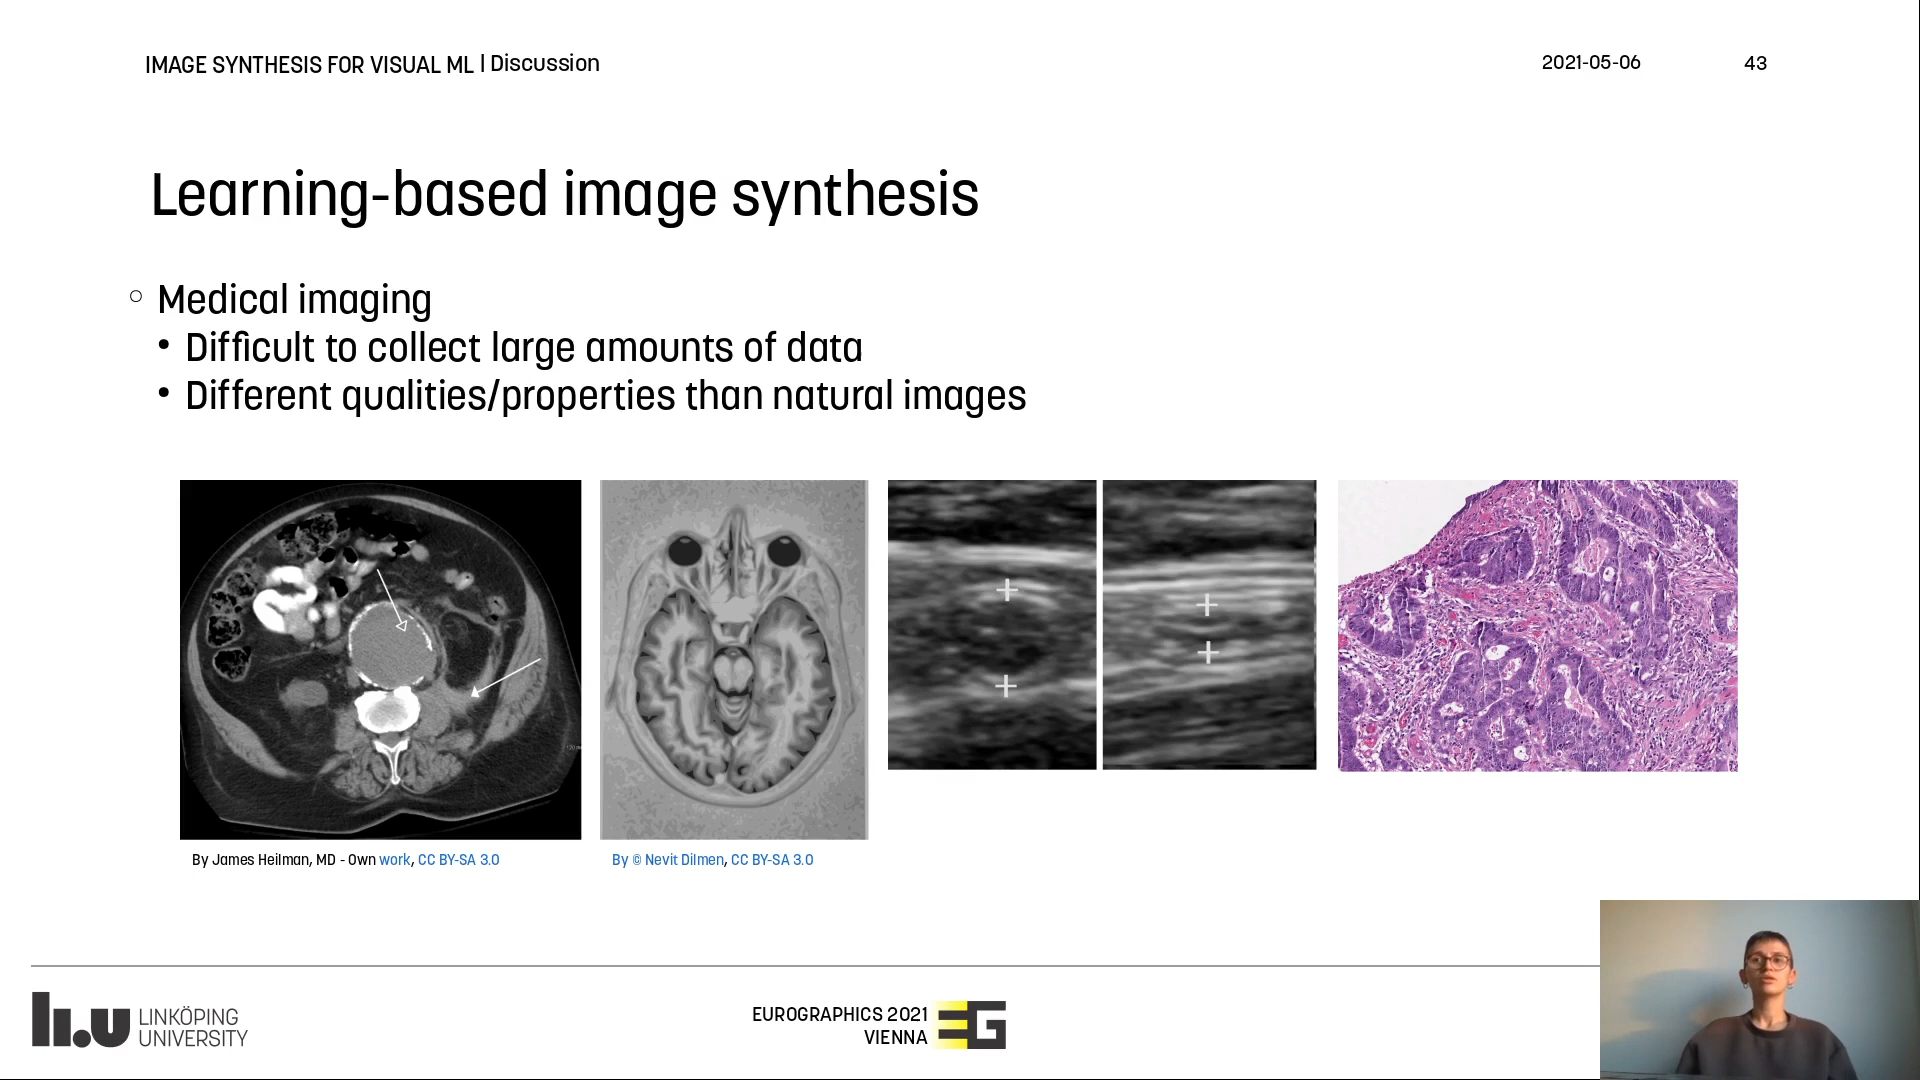 IMAGE SYNTHESIS FOR VISUAL ML | Discussion
2021-05-06
43
Learning-based image synthesis
Medical imaging
Difficult to collect large amounts of data
Different qualities/properties than natural images
By James Heilman, MD - Own work, CC BY-SA 3.0
By © Nevit Dilmen, CC BY-SA 3.0
li.u LINKÖPING
UNIVERSITY
EUROGRAPHICS 2021
VIENNA
EG